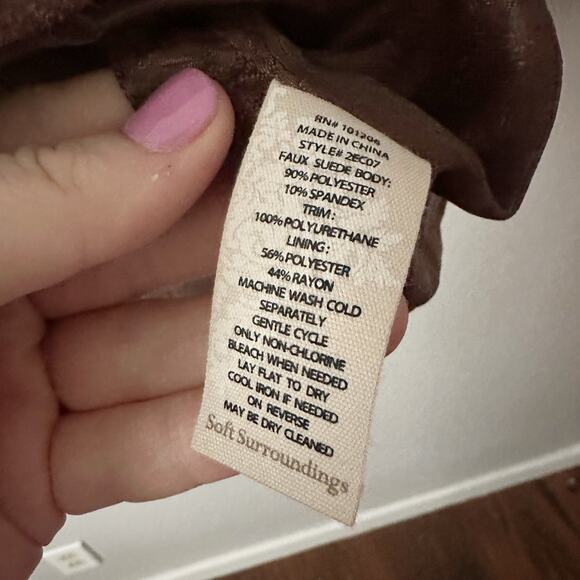 RN# 101206
MADE IN CHINA
STYLE# 2EC07
FAUX SUEDE BODY:
90% POLYESTER
10% SPANDEX
TRIM:
100% POLYURETHANE
LINING:
56% POLYESTER
44% RAYON
MACHINE WASH COLD
SEPARATELY
GENTLE CYCLE
ONLY NON-CHLORINE
BLEACH WHEN NEEDED
LAY FLAT TO DRY
COOL IRON IF NEEDED
ON REVERSE
MAY BE DRY CLEANED
Soft Surroundings